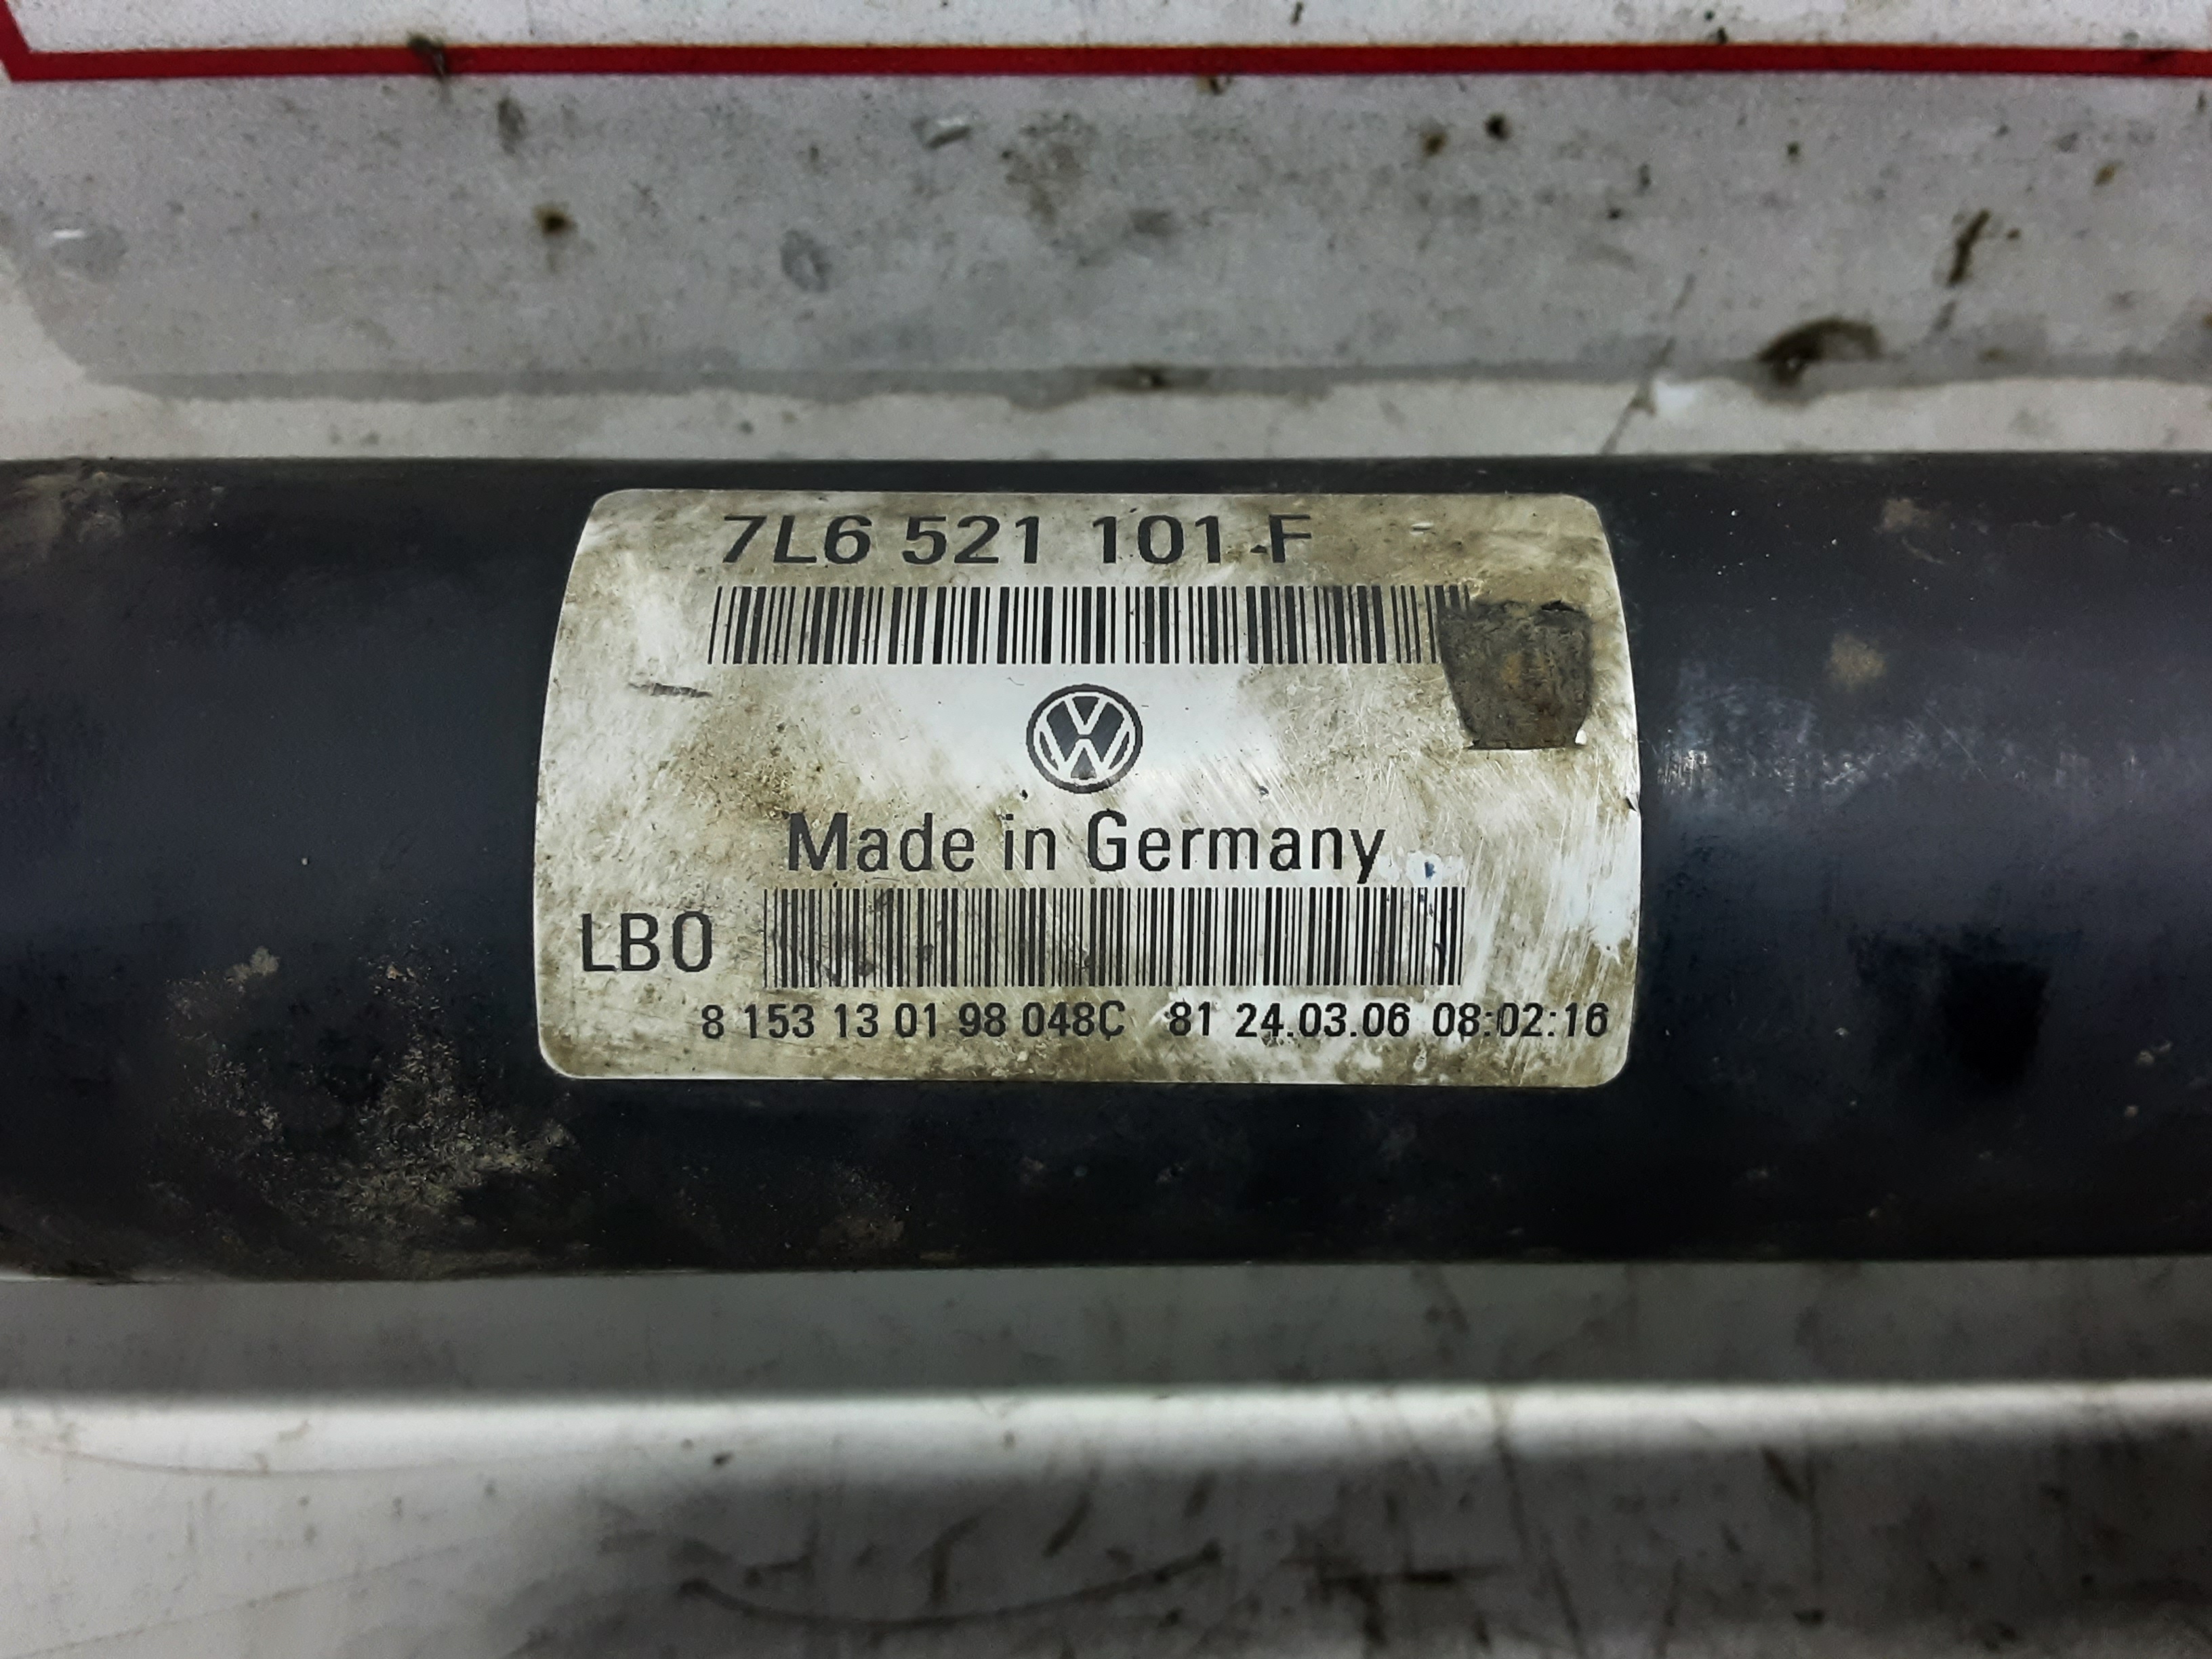 7L6 521 101 F
Made in Germany
LB0
8 153 13 01 98 048C 81 24.03.06 08:02:16